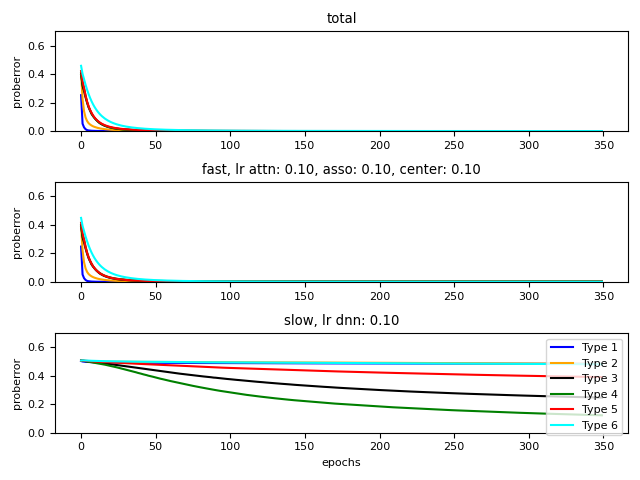 total
0.6
0.4
0.2
0.0
proberror
0 50 100 150 200 250 300 350
fast, lr attn: 0.10, asso: 0.10, center: 0.10
0.6
0.4
0.2
0.0
proberror
0 50 100 150 200 250 300 350
slow, lr dnn: 0.10
0.6
0.4
0.2
0.0
proberror
Type 1
Type 2
Type 3
Type 4
Type 5
Type 6
0 50 100 150 200 250 300 350
epochs